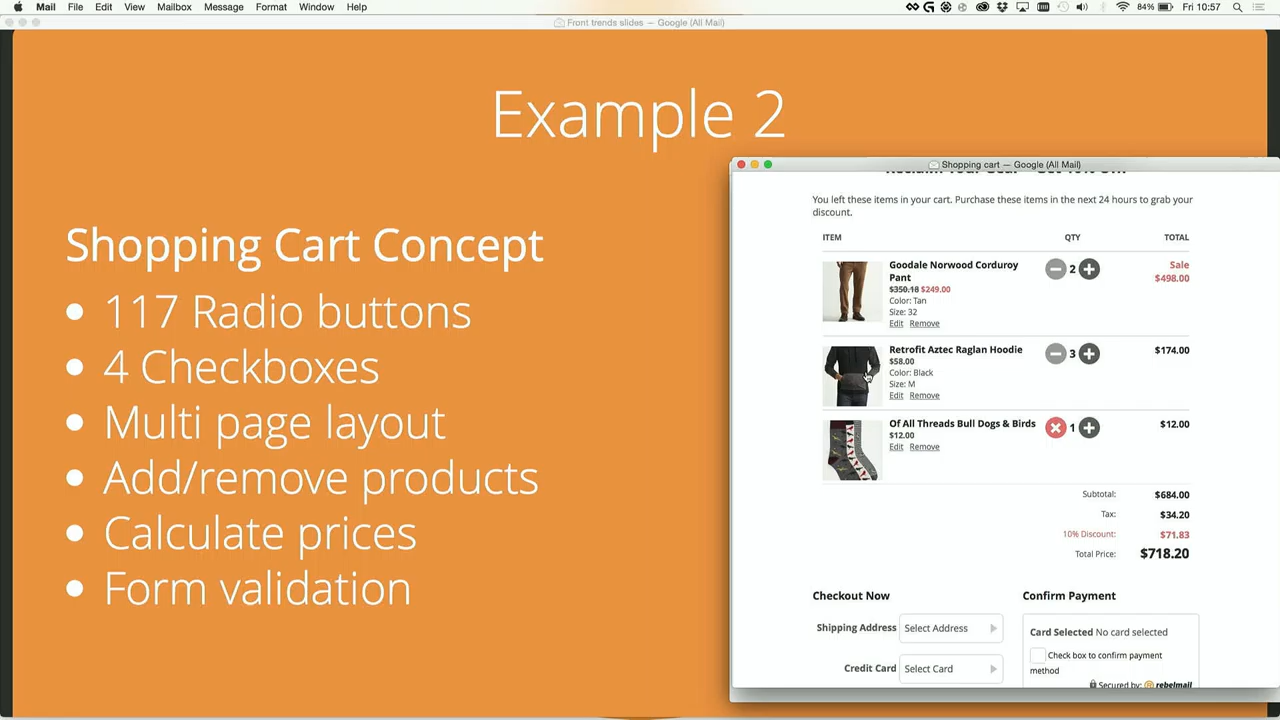 Mail File Edit View Mailbox Message Format Window Help 84% Fri 10:57
Front trends slides — Google (All Mail)
Example 2
Shopping Cart Concept
117 Radio buttons
4 Checkboxes
Multi page layout
Add/remove products
Calculate prices
Form validation
Shopping cart — Google (All Mail)
You left these items in your cart. Purchase these items in the next 24 hours to grab your
discount.
ITEM QTY TOTAL
Goodale Norwood Corduroy
Pant
$350.18 $249.00
Color: Tan
Size: 32
Edit Remove
2
Sale
$498.00
Retrofit Aztec Raglan Hoodie
$58.00
Color: Black
Size: M
Edit Remove
3
$174.00
Of All Threads Bull Dogs & Birds
$12.00
Edit Remove
1
$12.00
Subtotal: $684.00
Tax: $34.20
10% Discount: $71.83
Total Price: $718.20
Checkout Now
Shipping Address Select Address
Credit Card Select Card
Confirm Payment
Card Selected No card selected
Check box to confirm payment
method
Secured by: rebelmail